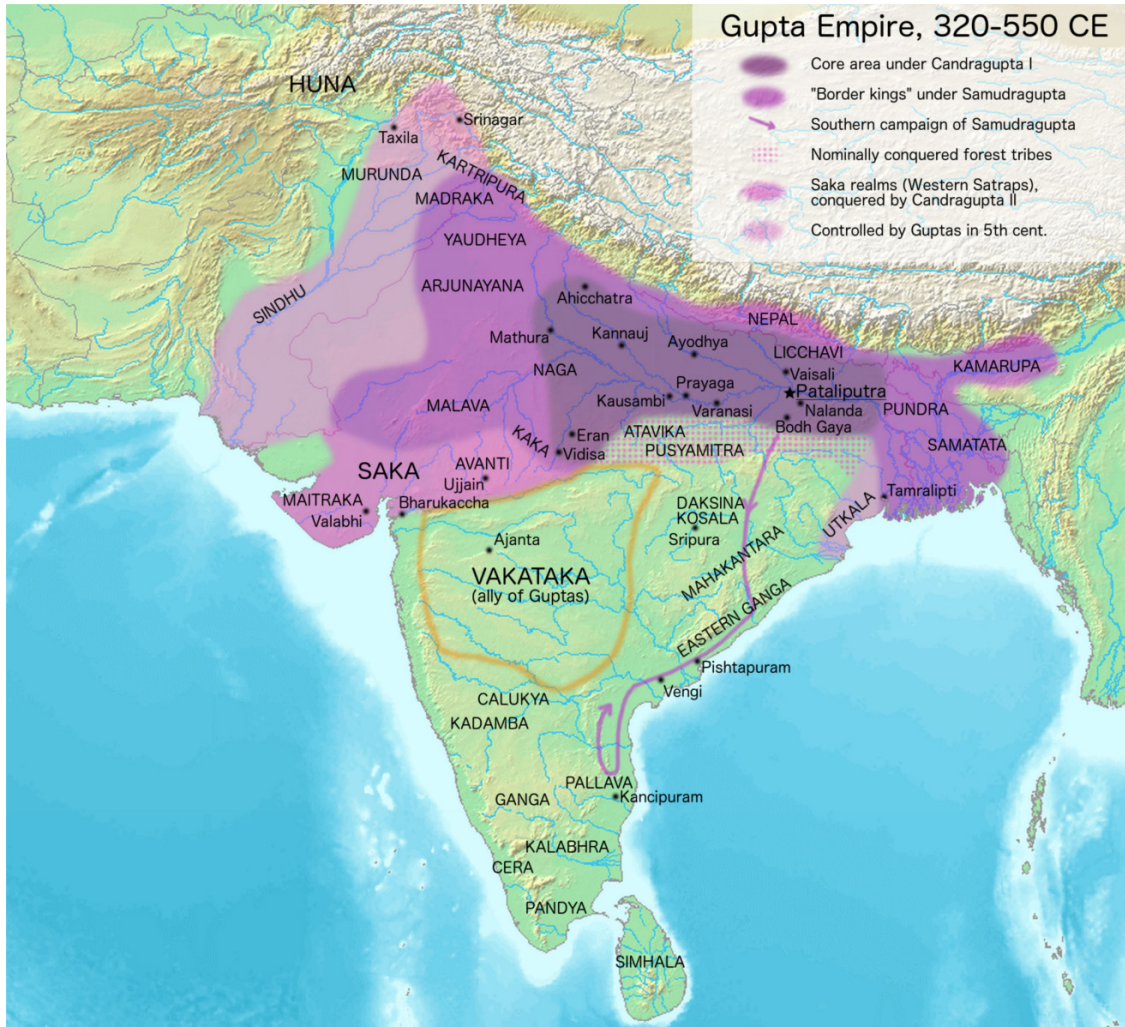 Gupta Empire, 320-550 CE
Core area under Candragupta I
"Border kings" under Samudragupta
Southern campaign of Samudragupta
Nominally conquered forest tribes
Saka realms (Western Satraps),
conquered by Candragupta II
Controlled by Guptas in 5th cent.
HUNA
Srinagar
Taxila
KARTRIPURA
MURUNDA
MADRAKA
YAUDHEYA
ARJUNAYANA
Ahicchatra
SINDHU
NEPAL
Mathura
Kannauj
Ayodhya
LICCHAVI
KAMARUPA
NAGA
Vaisali
Prayaga
Pataliputra
Kausambi
Varanasi
Nalanda
PUNDRA
MALAVA
Bodh Gaya
KAKA
Eran
ATAVIKA
SAMATATA
Vidisa
PUSYAMITRA
SAKA
AVANTI
Ujjain
MAITRAKA
Valabhi
Bharukaccha
DAKSINA
KOSALA
Sripura
UTKALA
Tamralipti
Ajanta
VAKATAKA
(ally of Guptas)
MAHAKANTARA
EASTERN GANGA
Pishtapuram
Vengi
CALUKYA
KADAMBA
PALLAVA
GANGA
Kancipuram
KALABHRA
CERA
PANDYA
SIMHALA